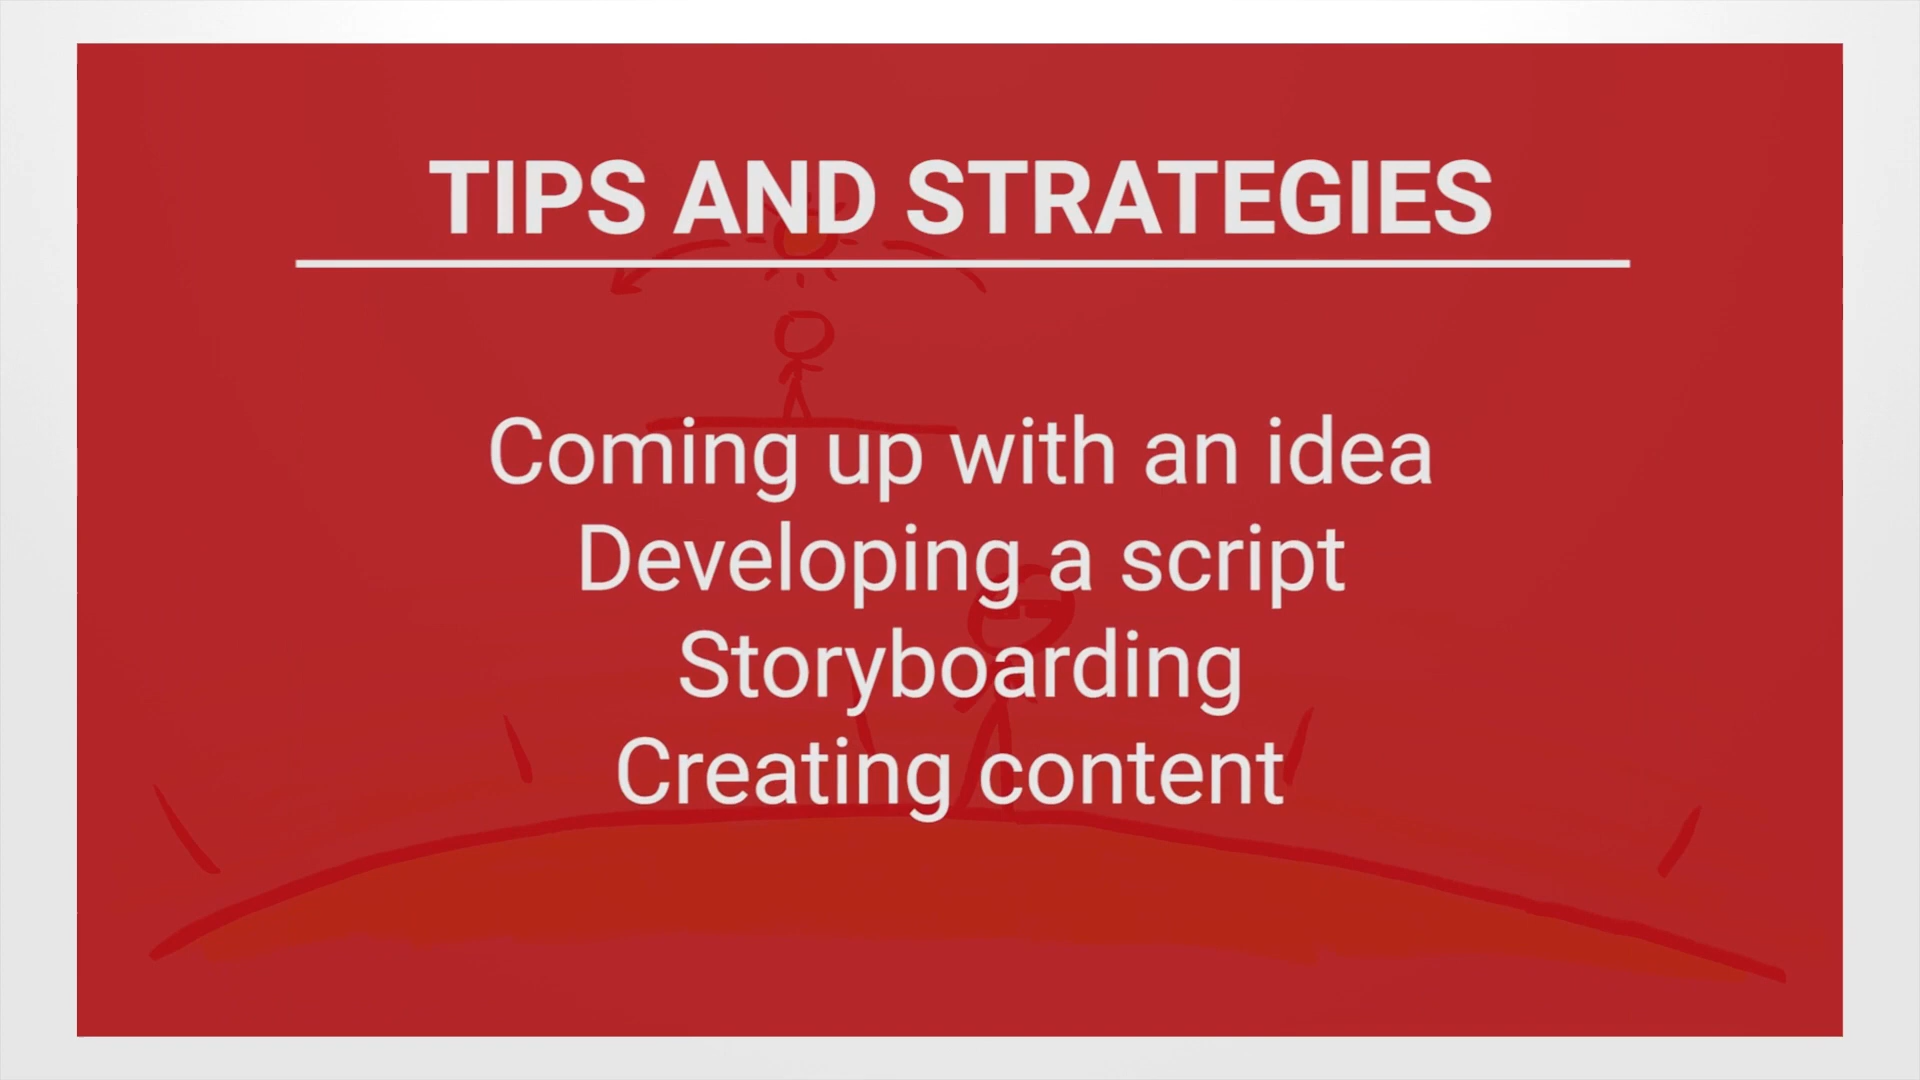 TIPS AND STRATEGIES
Coming up with an idea
Developing a script
Storyboarding
Creating content